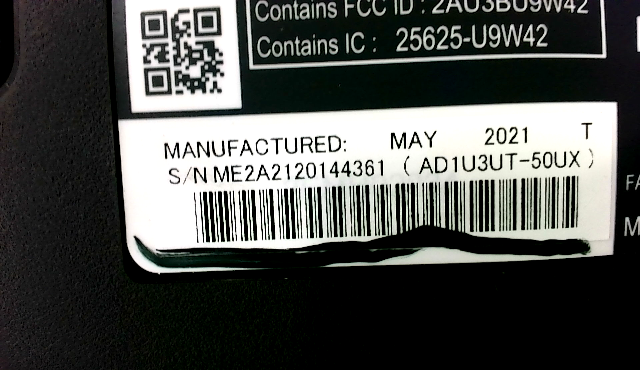 Contains FCC ID : 2AU3BU9W42
Contains IC : 25625-U9W42
MANUFACTURED: MAY 2021 T
S/N ME2A2120144361 ( AD1U3UT-50UX )